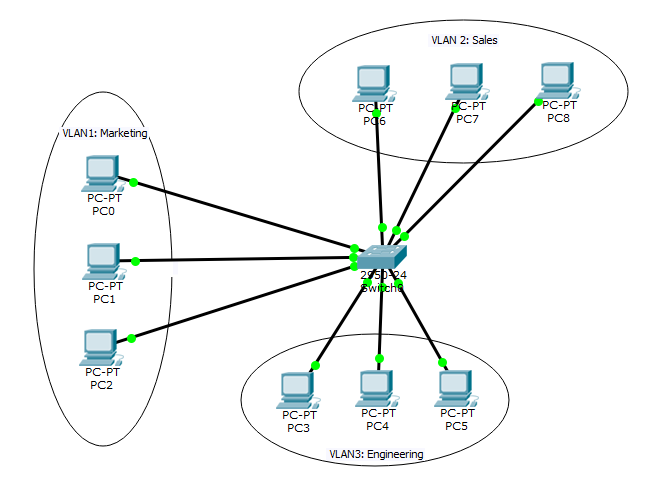 VLAN 2: Sales
PC-PT
PC6
PC-PT
PC7
PC-PT
PC8
VLAN1: Marketing
PC-PT
PC0
PC-PT
PC1
PC-PT
PC2
2950-24
Switch0
PC-PT
PC3
PC-PT
PC4
PC-PT
PC5
VLAN3: Engineering